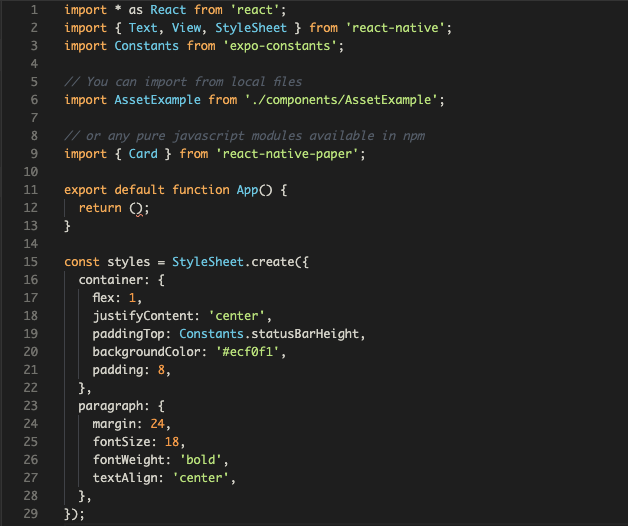 1 import * as React from 'react';
2 import { Text, View, StyleSheet } from 'react-native';
3 import Constants from 'expo-constants';
4
5 // You can import from local files
6 import AssetExample from './components/AssetExample';
7
8 // or any pure javascript modules available in npm
9 import { Card } from 'react-native-paper';
10
11 export default function App() {
12   return ();
13 }
14
15 const styles = StyleSheet.create({
16   container: {
17     flex: 1,
18     justifyContent: 'center',
19     paddingTop: Constants.statusBarHeight,
20     backgroundColor: '#ecf0f1',
21     padding: 8,
22   },
23   paragraph: {
24     margin: 24,
25     fontSize: 18,
26     fontWeight: 'bold',
27     textAlign: 'center',
28   },
29 });